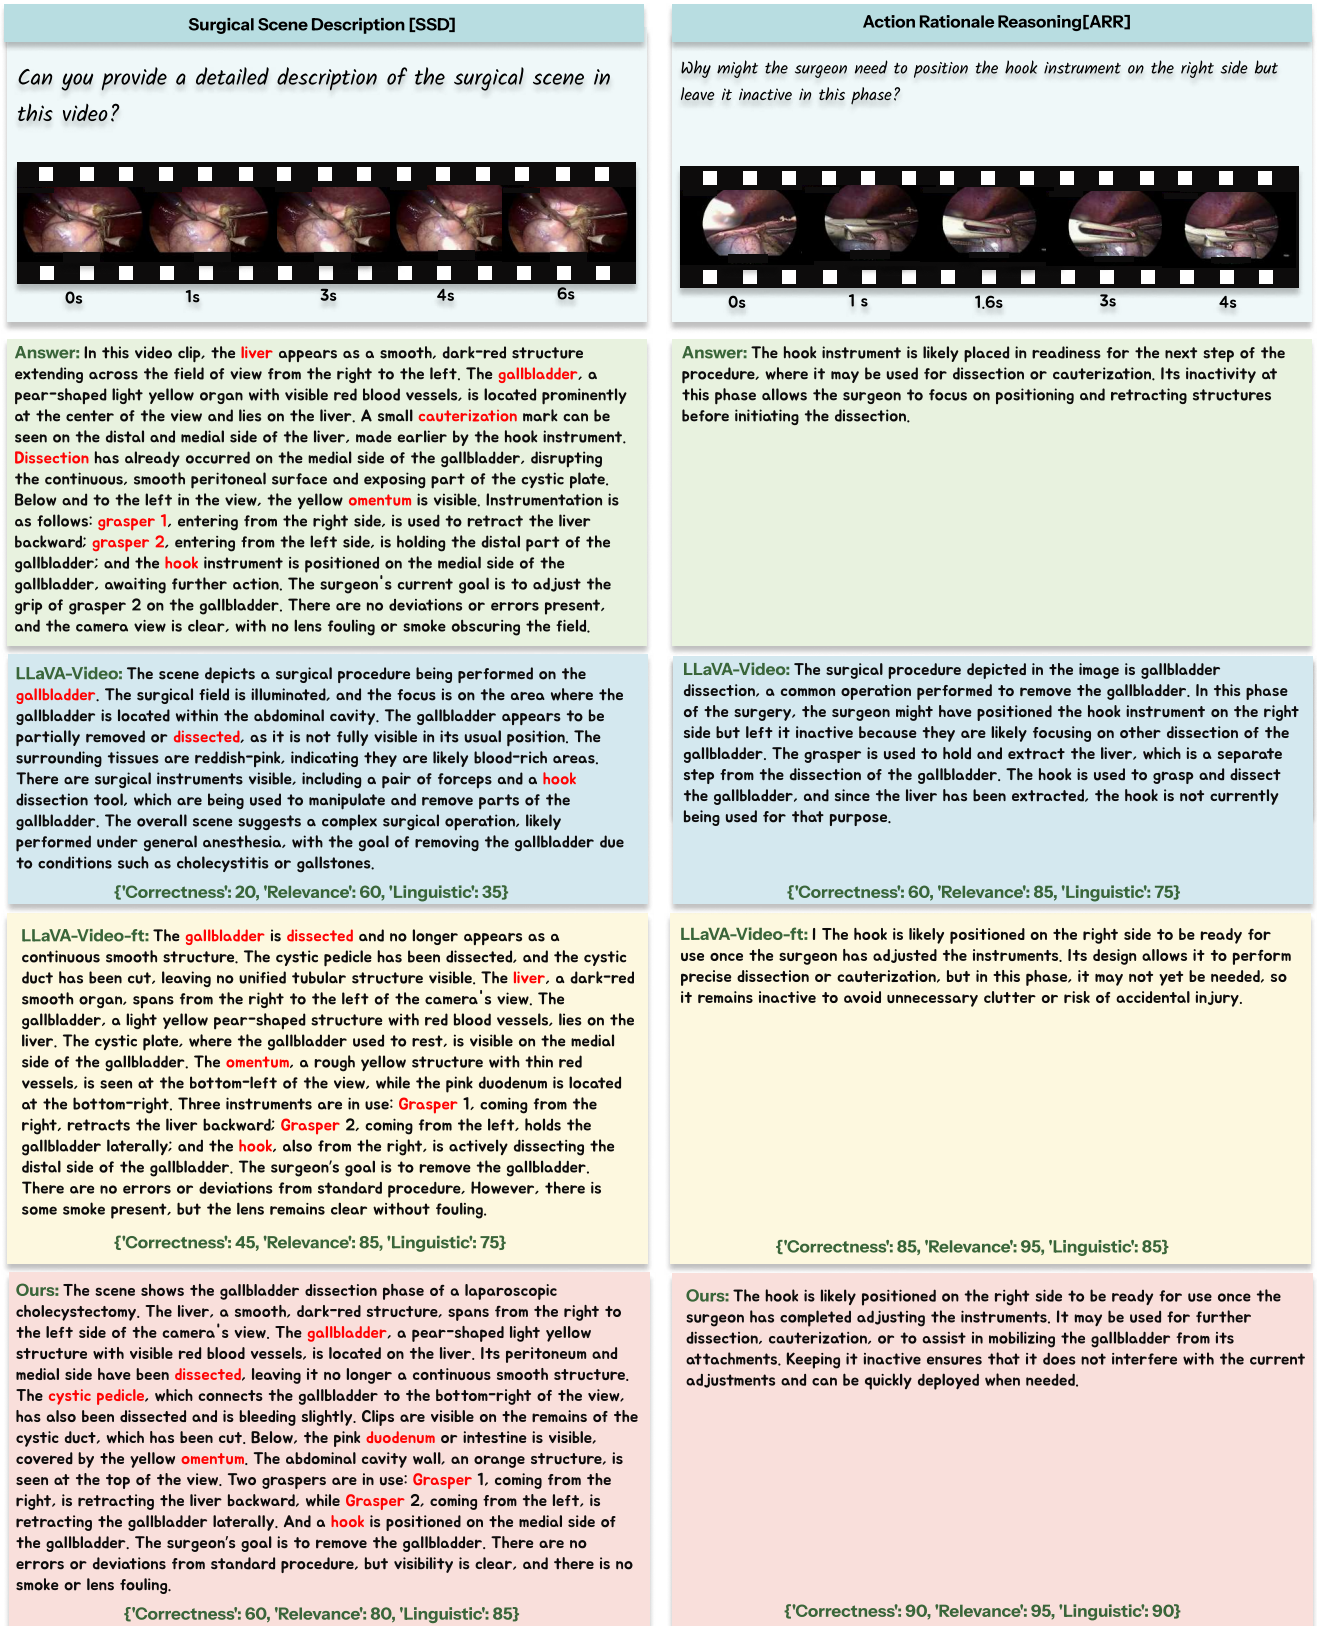 Surgical Scene Description [SSD]
Can you provide a detailed description of the surgical scene in
this video?
0s 1s 3s 4s 6s
Answer: In this video clip, the liver appears as a smooth, dark-red structure
extending across the field of view from the right to the left. The gallbladder, a
pear-shaped light yellow organ with visible red blood vessels, is located prominently
at the center of the view and lies on the liver. A small cauterization mark can be
seen on the distal and medial side of the liver, made earlier by the hook instrument.
Dissection has already occurred on the medial side of the gallbladder, disrupting
the continuous, smooth peritoneal surface and exposing part of the cystic plate.
Below and to the left in the view, the yellow omentum is visible. Instrumentation is
as follows: grasper 1, entering from the right side, is used to retract the liver
backward; grasper 2, entering from the left side, is holding the distal part of the
gallbladder; and the hook instrument is positioned on the medial side of the
gallbladder, awaiting further action. The surgeon's current goal is to adjust the
grip of grasper 2 on the gallbladder. There are no deviations or errors present,
and the camera view is clear, with no lens fouling or smoke obscuring the field.
LLaVA-Video: The scene depicts a surgical procedure being performed on the
gallbladder. The surgical field is illuminated, and the focus is on the area where the
gallbladder is located within the abdominal cavity. The gallbladder appears to be
partially removed or dissected, as it is not fully visible in its usual position. The
surrounding tissues are reddish-pink, indicating they are likely blood-rich areas.
There are surgical instruments visible, including a pair of forceps and a hook
dissection tool, which are being used to manipulate and remove parts of the
gallbladder. The overall scene suggests a complex surgical operation, likely
performed under general anesthesia, with the goal of removing the gallbladder due
to conditions such as cholecystitis or gallstones.
{'Correctness': 20, 'Relevance': 60, 'Linguistic': 35}
LLaVA-Video-ft: The gallbladder is dissected and no longer appears as a
continuous smooth structure. The cystic pedicle has been dissected, and the cystic
duct has been cut, leaving no unified tubular structure visible. The liver, a dark-red
smooth organ, spans from the right to the left of the camera's view. The
gallbladder, a light yellow pear-shaped structure with red blood vessels, lies on the
liver. The cystic plate, where the gallbladder used to rest, is visible on the medial
side of the gallbladder. The omentum, a rough yellow structure with thin red
vessels, is seen at the bottom-left of the view, while the pink duodenum is located
at the bottom-right. Three instruments are in use: Grasper 1, coming from the
right, retracts the liver backward; Grasper 2, coming from the left, holds the
gallbladder laterally; and the hook, also from the right, is actively dissecting the
distal side of the gallbladder. The surgeon's goal is to remove the gallbladder.
There are no errors or deviations from standard procedure, However, there is
some smoke present, but the lens remains clear without fouling.
{'Correctness': 45, 'Relevance': 85, 'Linguistic': 75}
Ours: The scene shows the gallbladder dissection phase of a laparoscopic
cholecystectomy. The liver, a smooth, dark-red structure, spans from the right to
the left side of the camera's view. The gallbladder, a pear-shaped light yellow
structure with visible red blood vessels, is located on the liver. Its peritoneum and
medial side have been dissected, leaving it no longer a continuous smooth structure.
The cystic pedicle, which connects the gallbladder to the bottom-right of the view,
has also been dissected and is bleeding slightly. Clips are visible on the remains of the
cystic duct, which has been cut. Below, the pink duodenum or intestine is visible,
covered by the yellow omentum. The abdominal cavity wall, an orange structure, is
seen at the top of the view. Two graspers are in use: Grasper 1, coming from the
right, is retracting the liver backward, while Grasper 2, coming from the left, is
retracting the gallbladder laterally. And a hook is positioned on the medial side of
the gallbladder. The surgeon's goal is to remove the gallbladder. There are no
errors or deviations from standard procedure, but visibility is clear, and there is no
smoke or lens fouling.
{'Correctness': 60, 'Relevance': 80, 'Linguistic': 85}
Action Rationale Reasoning[ARR]
Why might the surgeon need to position the hook instrument on the right side but
leave it inactive in this phase?
0s 1 s 1.6s 3s 4s
Answer: The hook instrument is likely placed in readiness for the next step of the
procedure, where it may be used for dissection or cauterization. Its inactivity at
this phase allows the surgeon to focus on positioning and retracting structures
before initiating the dissection.
LLaVA-Video: The surgical procedure depicted in the image is gallbladder
dissection, a common operation performed to remove the gallbladder. In this phase
of the surgery, the surgeon might have positioned the hook instrument on the right
side but left it inactive because they are likely focusing on other dissection of the
gallbladder. The grasper is used to hold and extract the liver, which is a separate
step from the dissection of the gallbladder. The hook is used to grasp and dissect
the gallbladder, and since the liver has been extracted, the hook is not currently
being used for that purpose.
{'Correctness': 60, 'Relevance': 85, 'Linguistic': 75}
LLaVA-Video-ft: I The hook is likely positioned on the right side to be ready for
use once the surgeon has adjusted the instruments. Its design allows it to perform
precise dissection or cauterization, but in this phase, it may not yet be needed, so
it remains inactive to avoid unnecessary clutter or risk of accidental injury.
{'Correctness': 85, 'Relevance': 95, 'Linguistic': 85}
Ours: The hook is likely positioned on the right side to be ready for use once the
surgeon has completed adjusting the instruments. It may be used for further
dissection, cauterization, or to assist in mobilizing the gallbladder from its
attachments. Keeping it inactive ensures that it does not interfere with the current
adjustments and can be quickly deployed when needed.
{'Correctness': 90, 'Relevance': 95, 'Linguistic': 90}